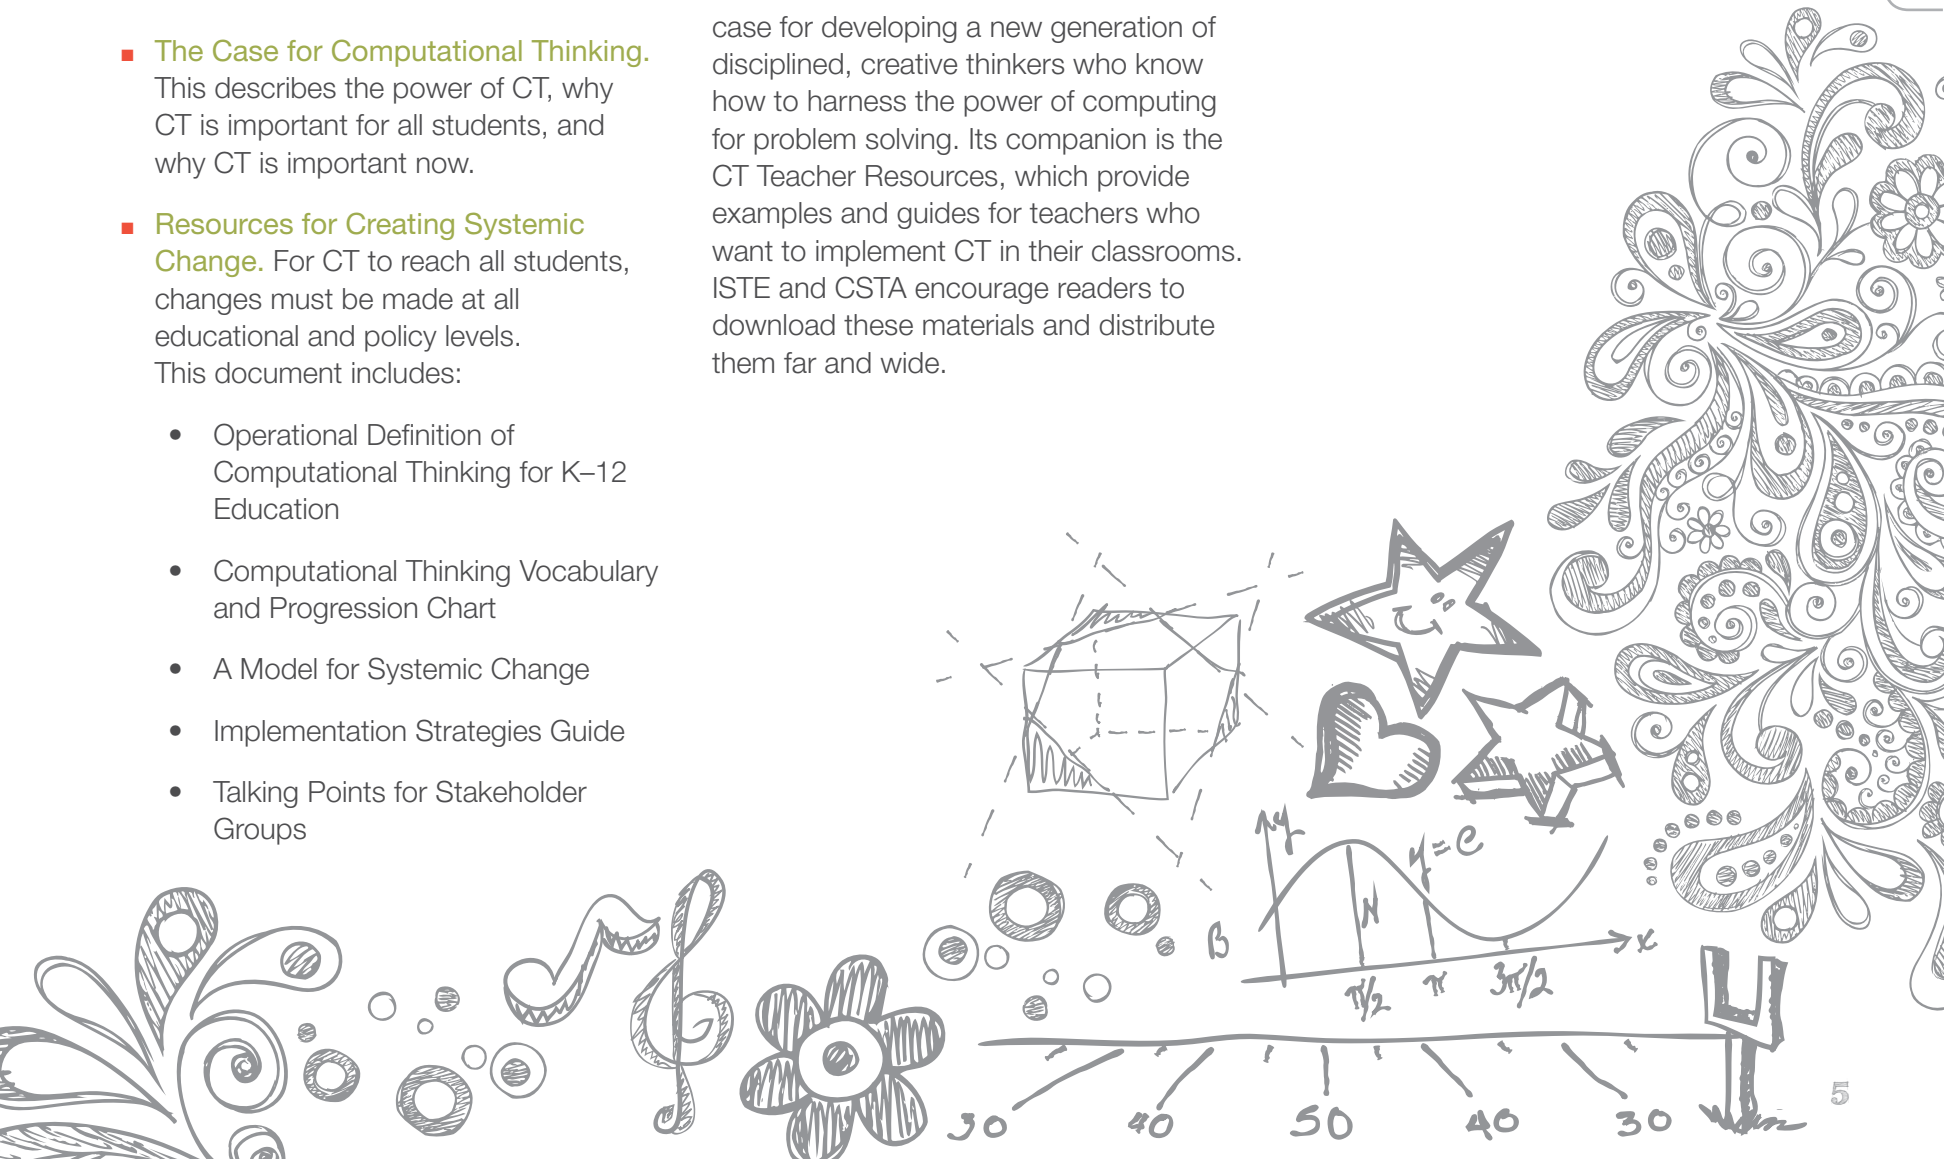 The Case for Computational Thinking.
This describes the power of CT, why
CT is important for all students, and
why CT is important now.
Resources for Creating Systemic
Change. For CT to reach all students,
changes must be made at all
educational and policy levels.
This document includes:
• Operational Definition of
Computational Thinking for K–12
Education
• Computational Thinking Vocabulary
and Progression Chart
• A Model for Systemic Change
• Implementation Strategies Guide
• Talking Points for Stakeholder
Groups
case for developing a new generation of
disciplined, creative thinkers who know
how to harness the power of computing
for problem solving. Its companion is the
CT Teacher Resources, which provide
examples and guides for teachers who
want to implement CT in their classrooms.
ISTE and CSTA encourage readers to
download these materials and distribute
them far and wide.
y
y=e
N
B
x
π/2 π 3π/2
30 40 50 40 30
5